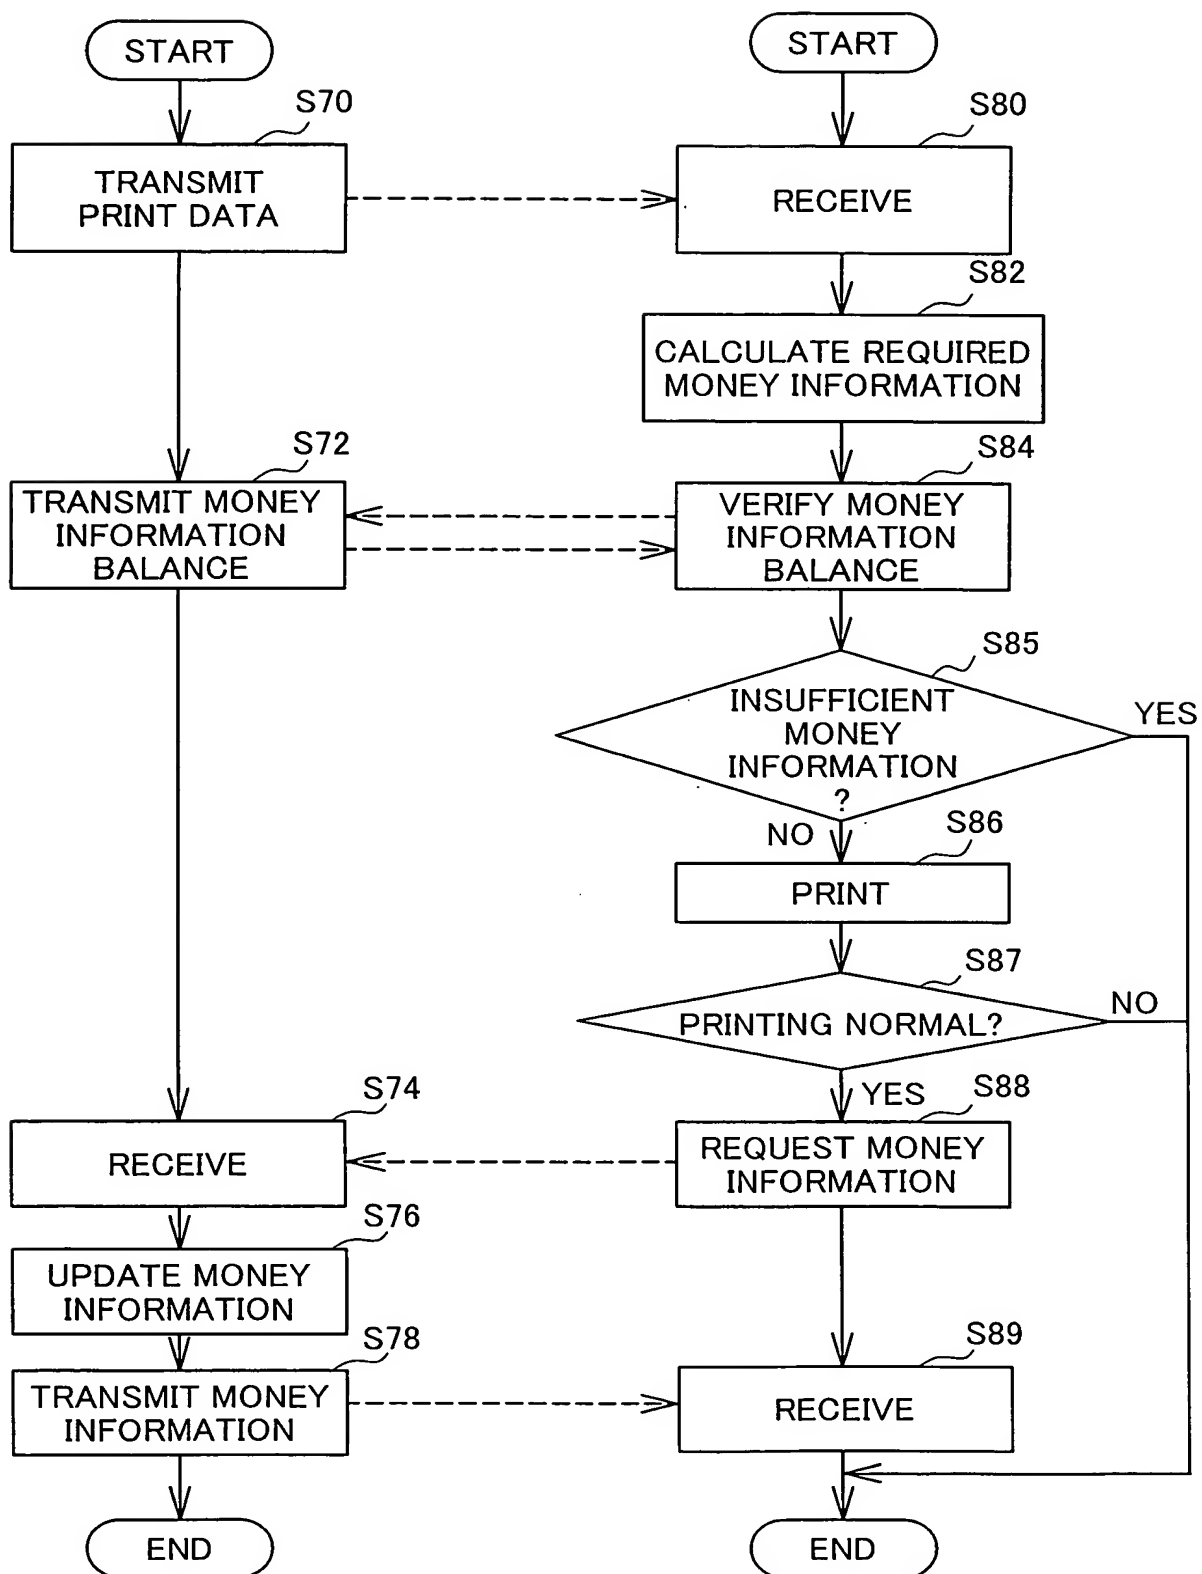 START
S70
TRANSMIT
PRINT DATA
S72
TRANSMIT MONEY
INFORMATION
BALANCE
S74
RECEIVE
S76
UPDATE MONEY
INFORMATION
S78
TRANSMIT MONEY
INFORMATION
END
START
S80
RECEIVE
S82
CALCULATE REQUIRED
MONEY INFORMATION
S84
VERIFY MONEY
INFORMATION
BALANCE
S85
INSUFFICIENT
MONEY
INFORMATION
?
YES
NO
S86
PRINT
S87
PRINTING NORMAL?
NO
YES
S88
REQUEST MONEY
INFORMATION
S89
RECEIVE
END